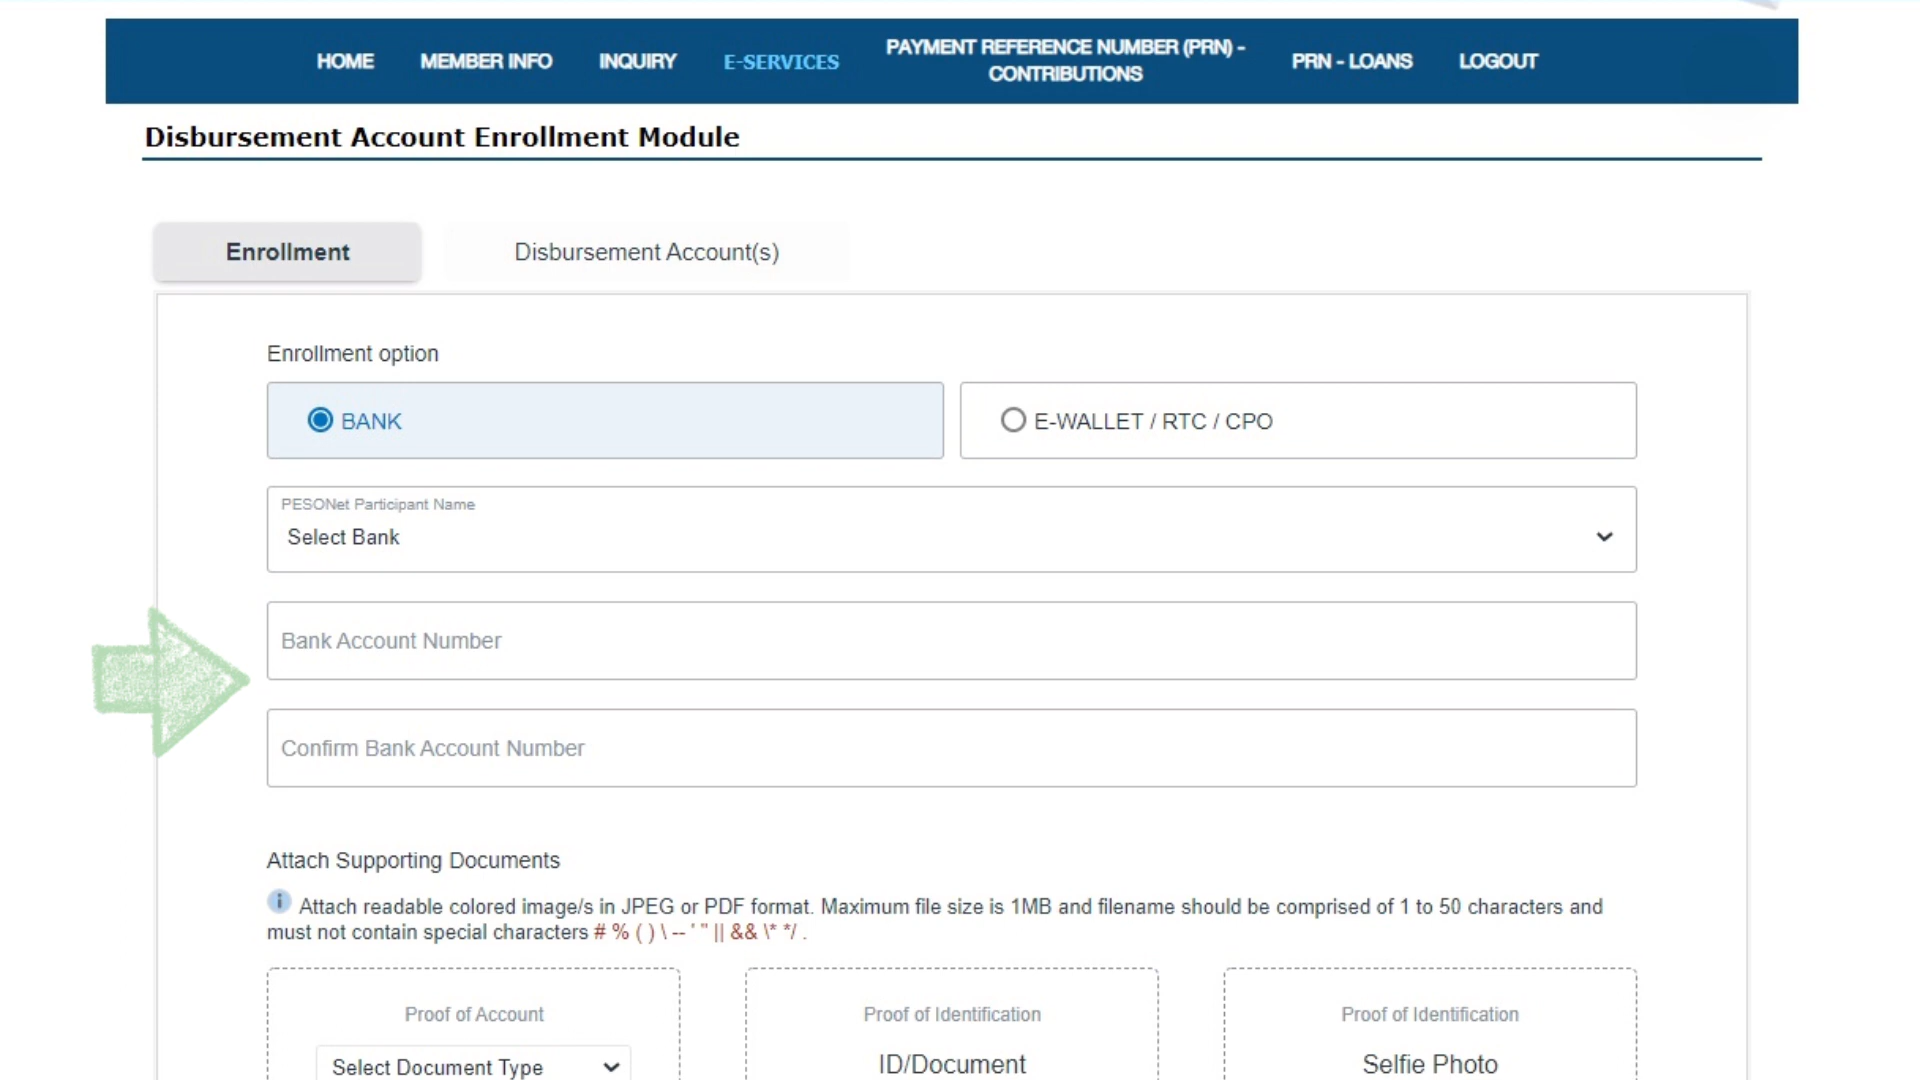 HOME MEMBER INFO INQUIRY E-SERVICES PAYMENT REFERENCE NUMBER (PRN) -
CONTRIBUTIONS PRN - LOANS LOGOUT
Disbursement Account Enrollment Module
Enrollment Disbursement Account(s)
Enrollment option
BANK E-WALLET / RTC / CPO
PESONet Participant Name
Select Bank
Bank Account Number
Confirm Bank Account Number
Attach Supporting Documents
i Attach readable colored image/s in JPEG or PDF format. Maximum file size is 1MB and filename should be comprised of 1 to 50 characters and
must not contain special characters # % ( ) \ -- ' " || && \* */ .
Proof of Account Proof of Identification Proof of Identification
Select Document Type ID/Document Selfie Photo